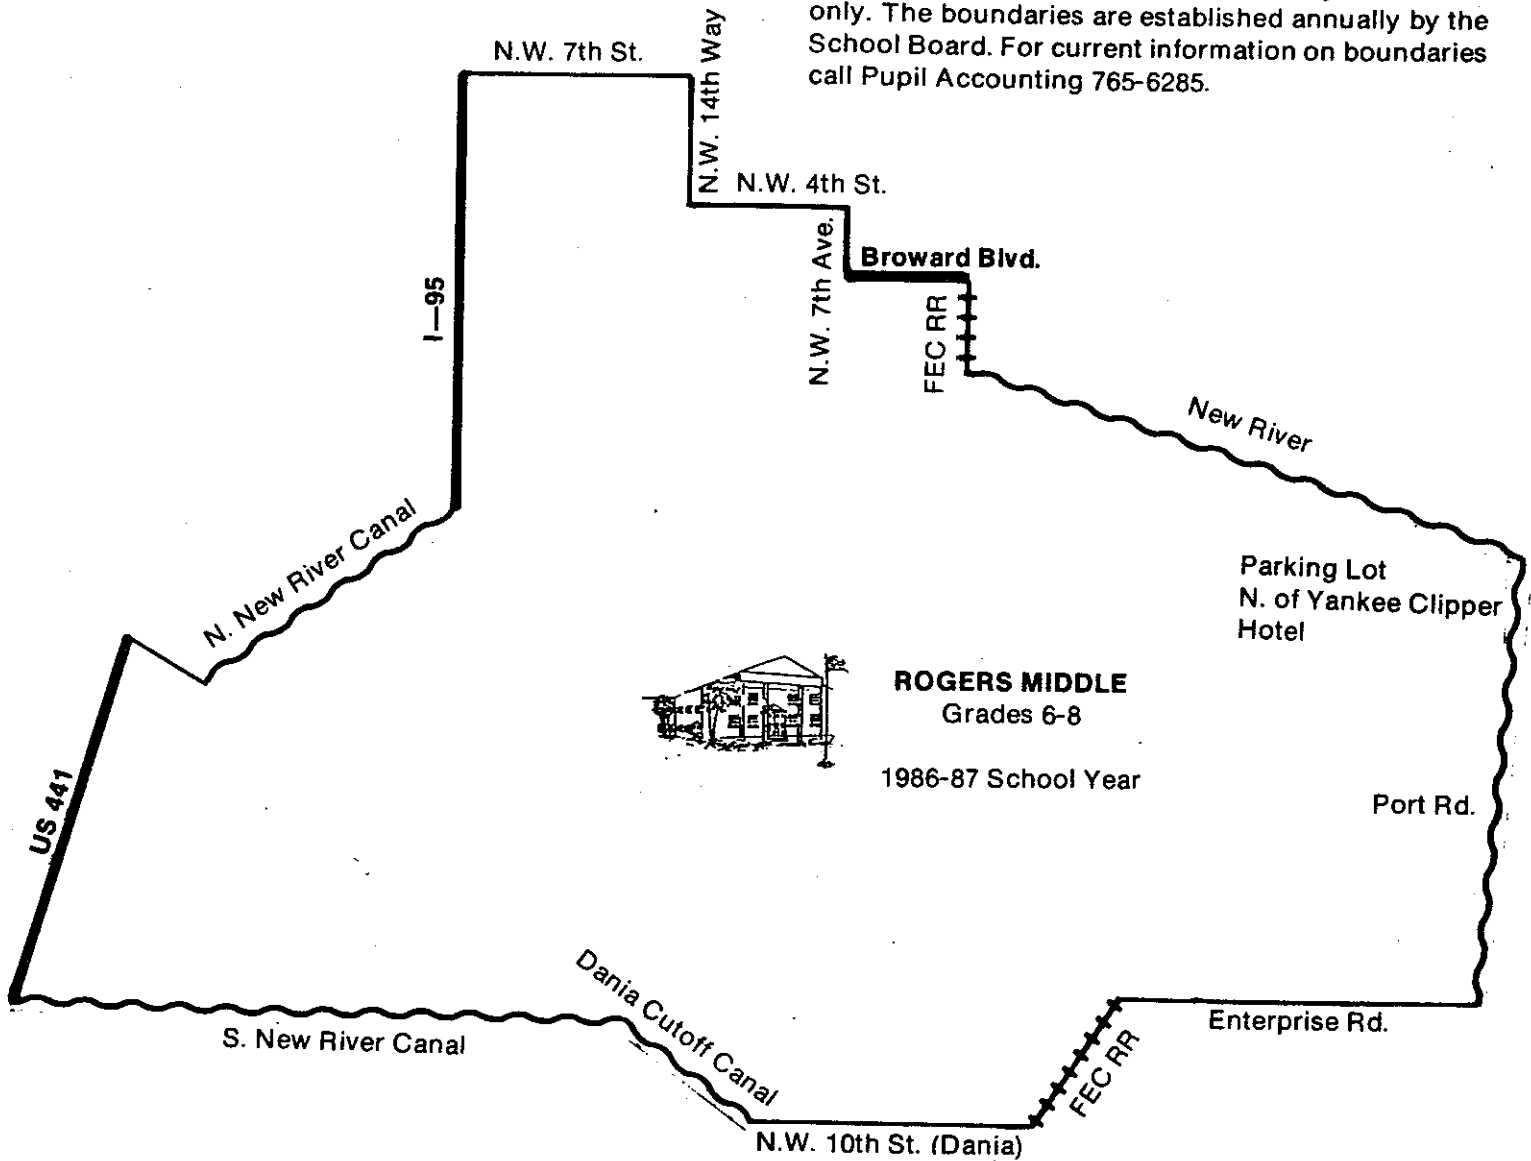 only. The boundaries are established annually by the
School Board. For current information on boundaries
call Pupil Accounting 765-6285.
N.W. 7th St.
N.W. 14th Way
N.W. 4th St.
N.W. 7th Ave.
Broward Blvd.
I—95
FEC RR
New River
N. New River Canal
Parking Lot
N. of Yankee Clipper
Hotel
ROGERS MIDDLE
Grades 6-8
1986-87 School Year
US 441
Port Rd.
Dania Cutoff Canal
S. New River Canal
Enterprise Rd.
FEC RR
N.W. 10th St. (Dania)